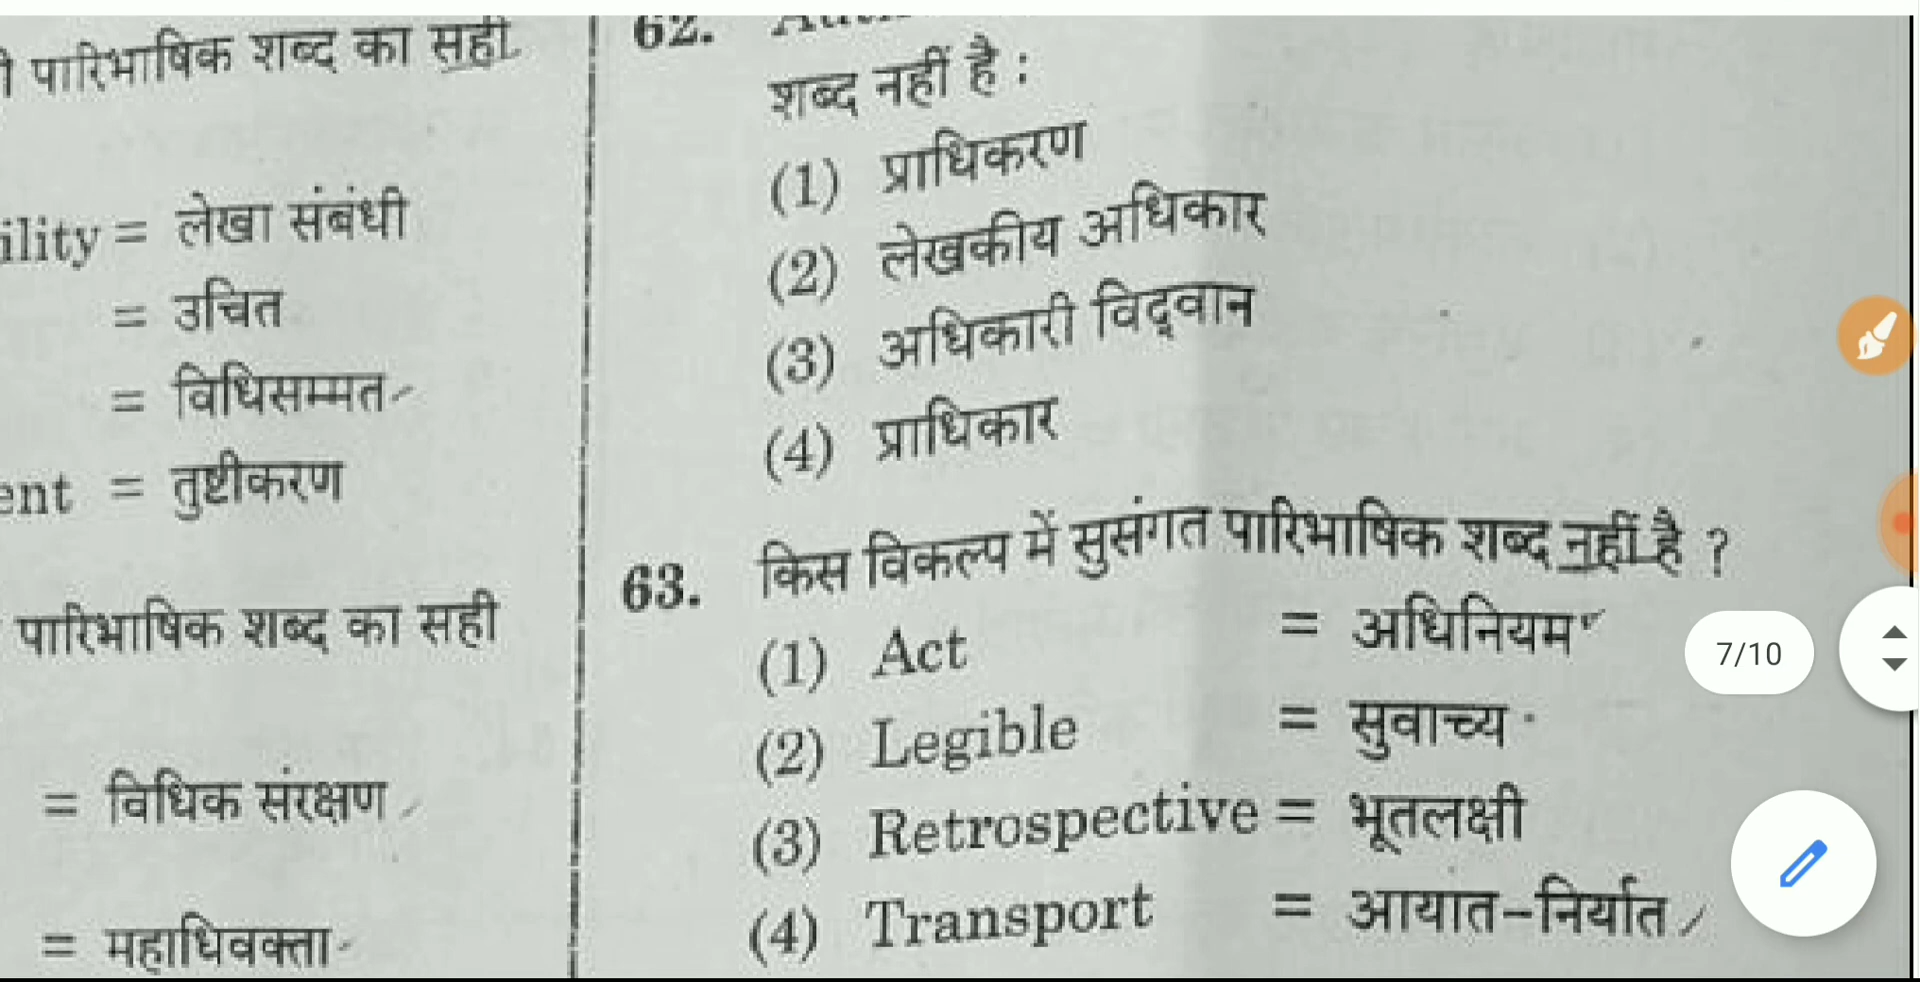 पारिभाषिक शब्द का सही
ility = लेखा संबंधी
= उचित
= विधिसम्मत
ent = तुष्टीकरण
पारिभाषिक शब्द का सही
= विधिक संरक्षण
= महाधिवक्ता
62.
शब्द नहीं है :
(1) प्राधिकरण
(2) लेखकीय अधिकार
(3) अधिकारी विद्वान
(4) प्राधिकार
63. किस विकल्प में सुसंगत पारिभाषिक शब्द नहीं है ?
(1) Act = अधिनियम
(2) Legible = सुवाच्य
(3) Retrospective = भूतलक्षी
(4) Transport = आयात-निर्यात
7/10